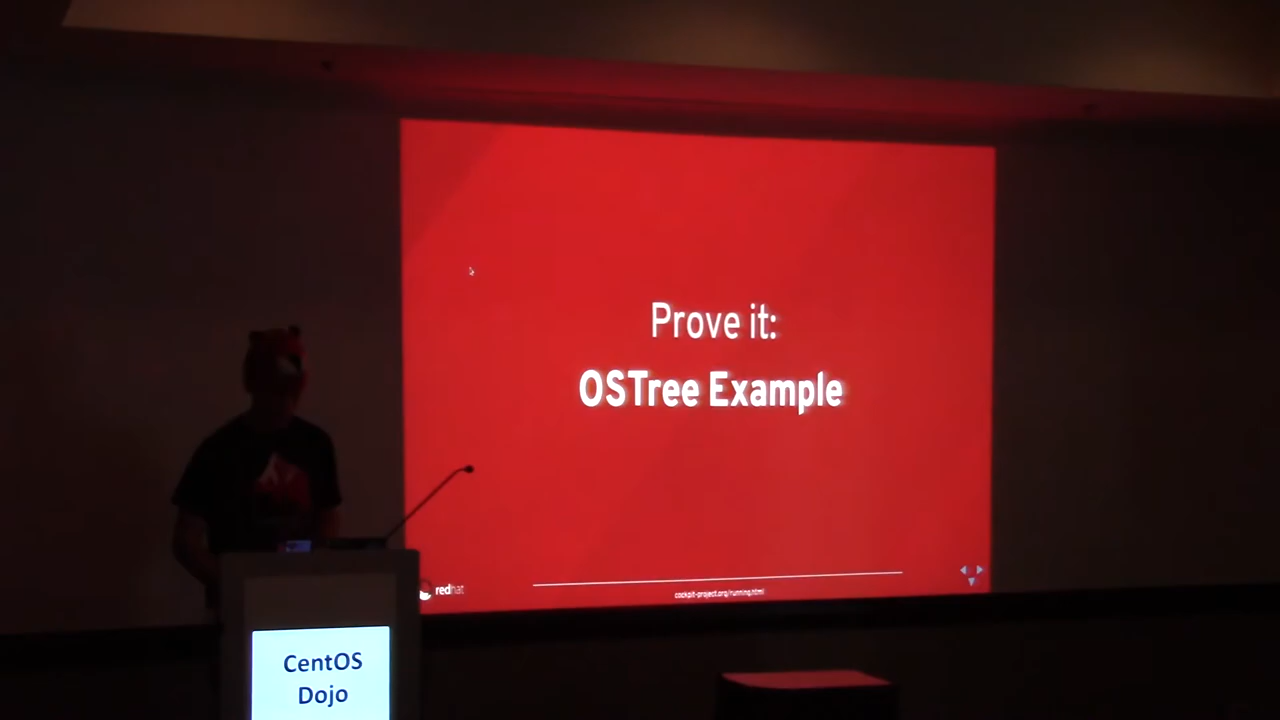 Prove it:
OSTree Example
redhat
cockpit-project.org/running.html
CentOS
Dojo